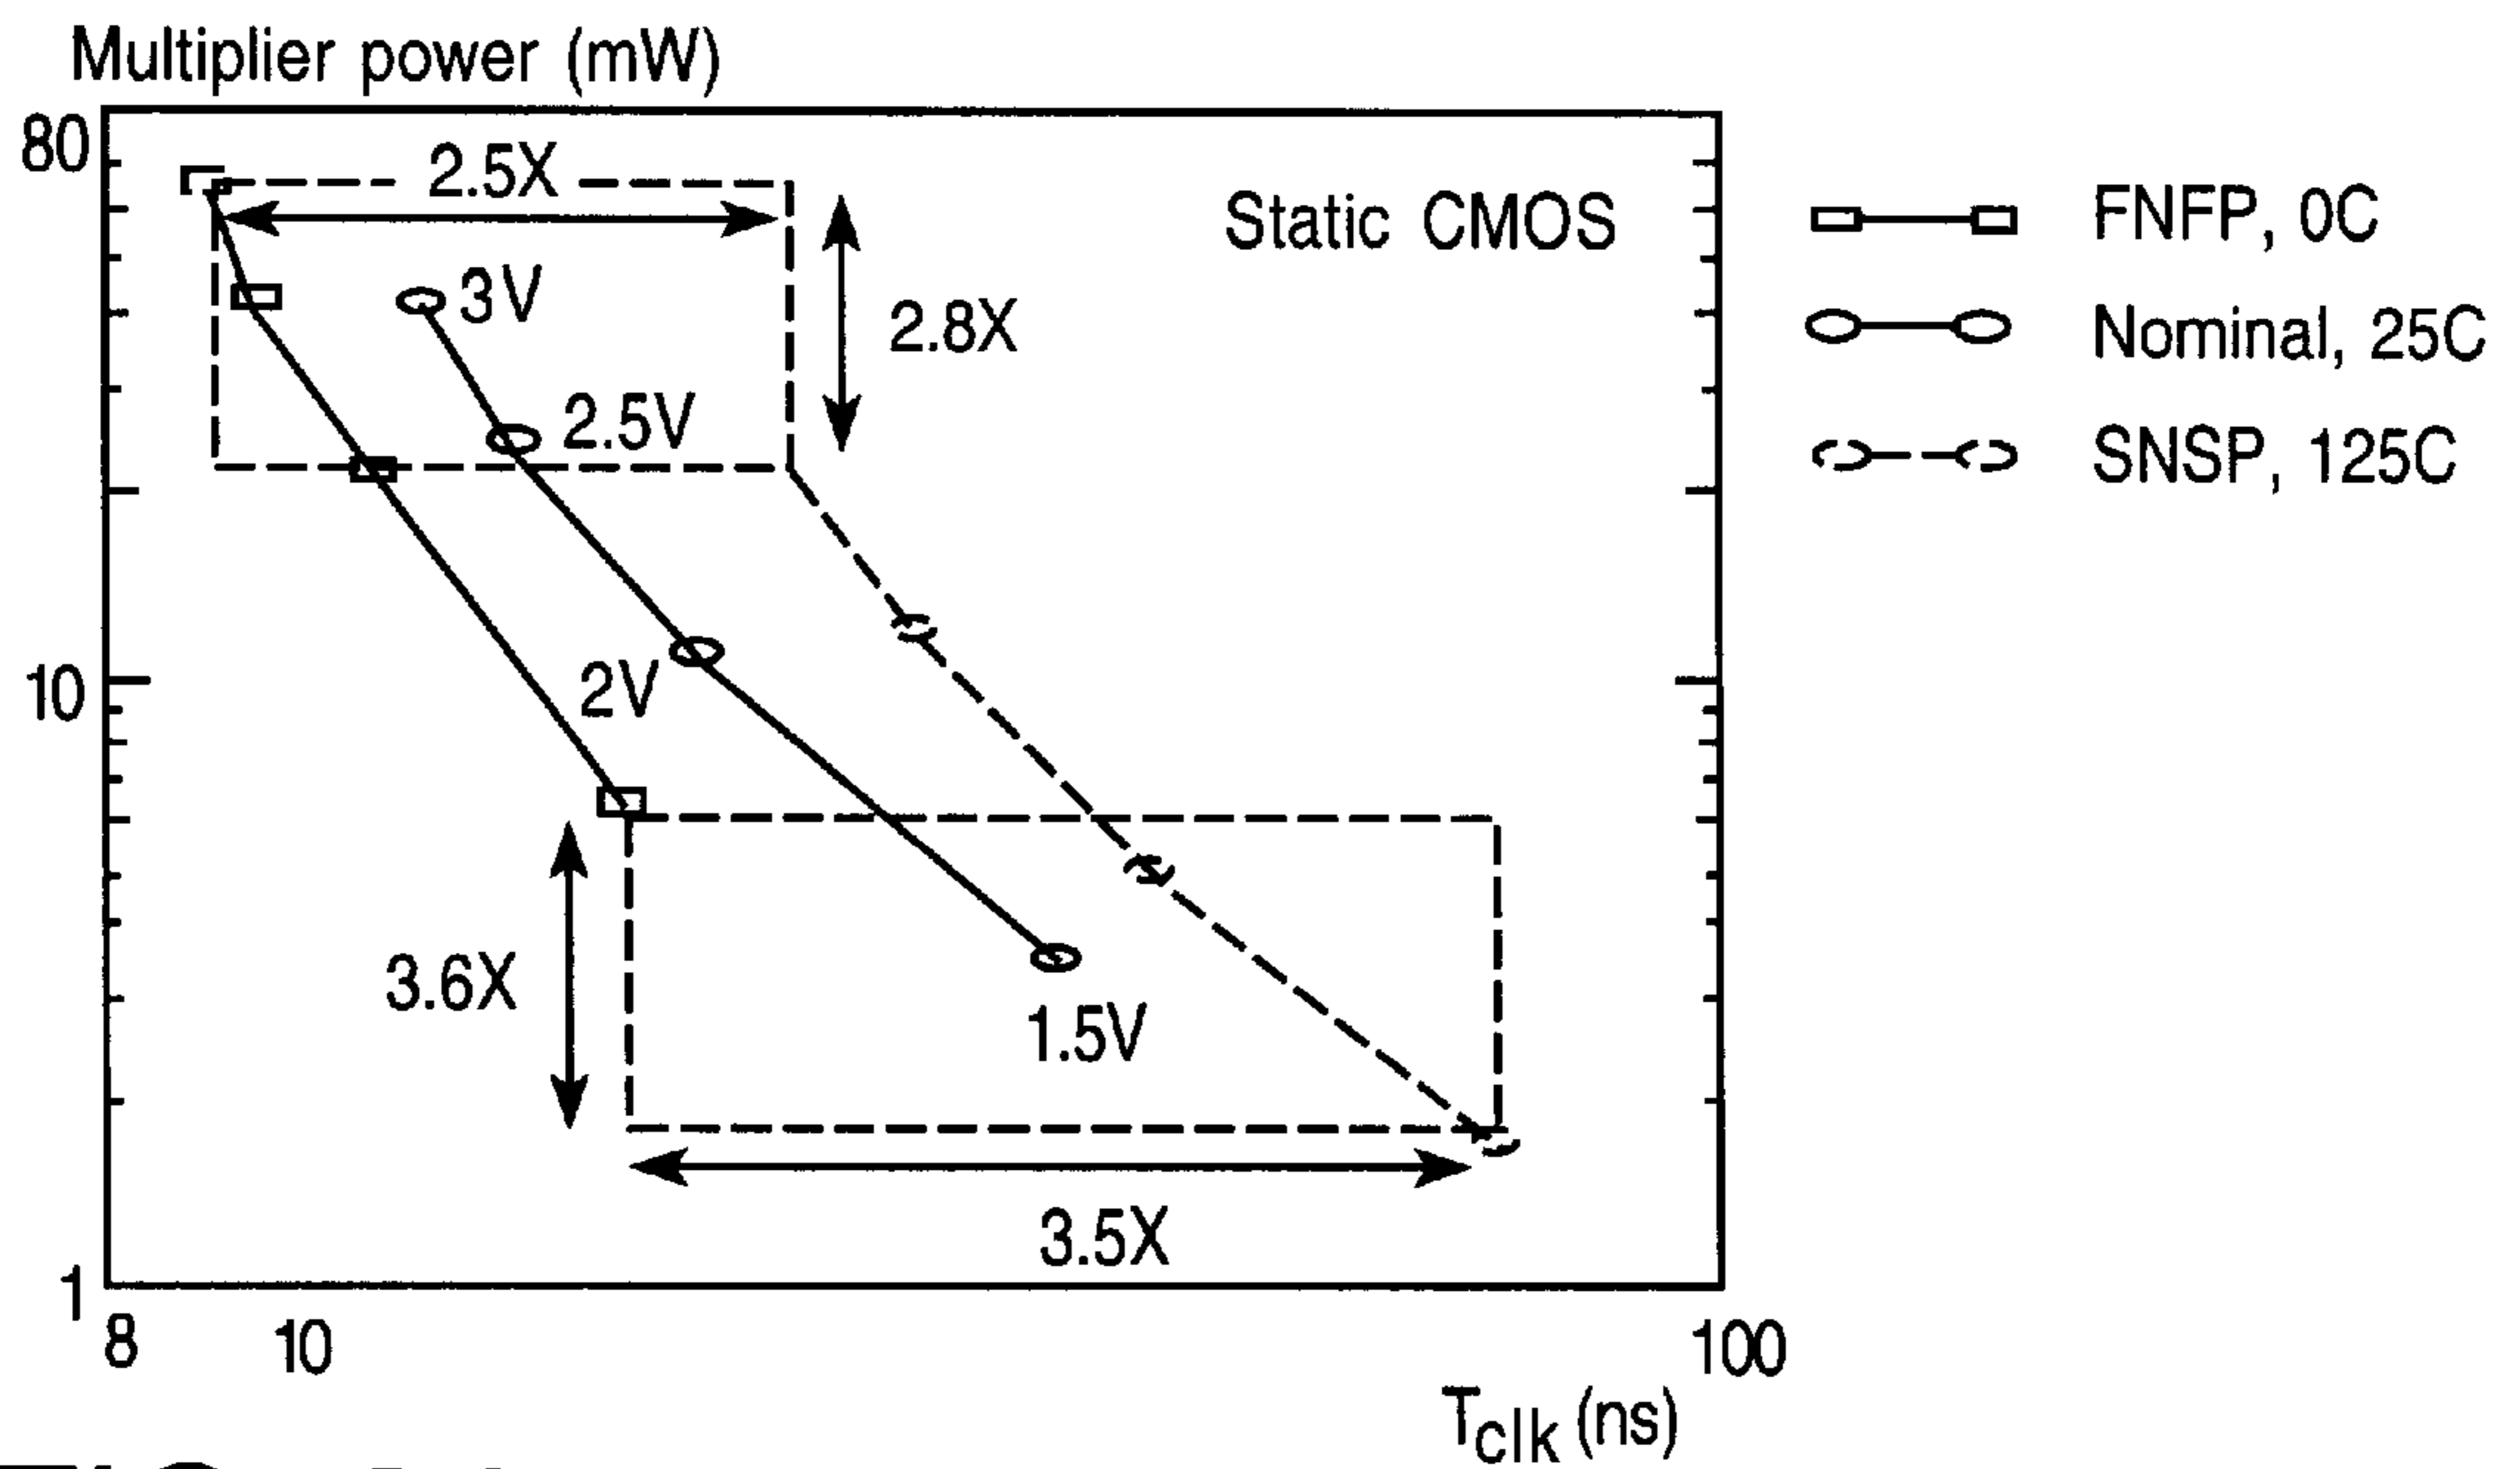 Multiplier power (mW)
80
2.5X
Static CMOS
FNFP, 0C
3V
2.8X
Nominal, 25C
2.5V
SNSP, 125C
10
2V
3.6X
1.5V
3.5X
1
8
10
100
Tclk (ns)